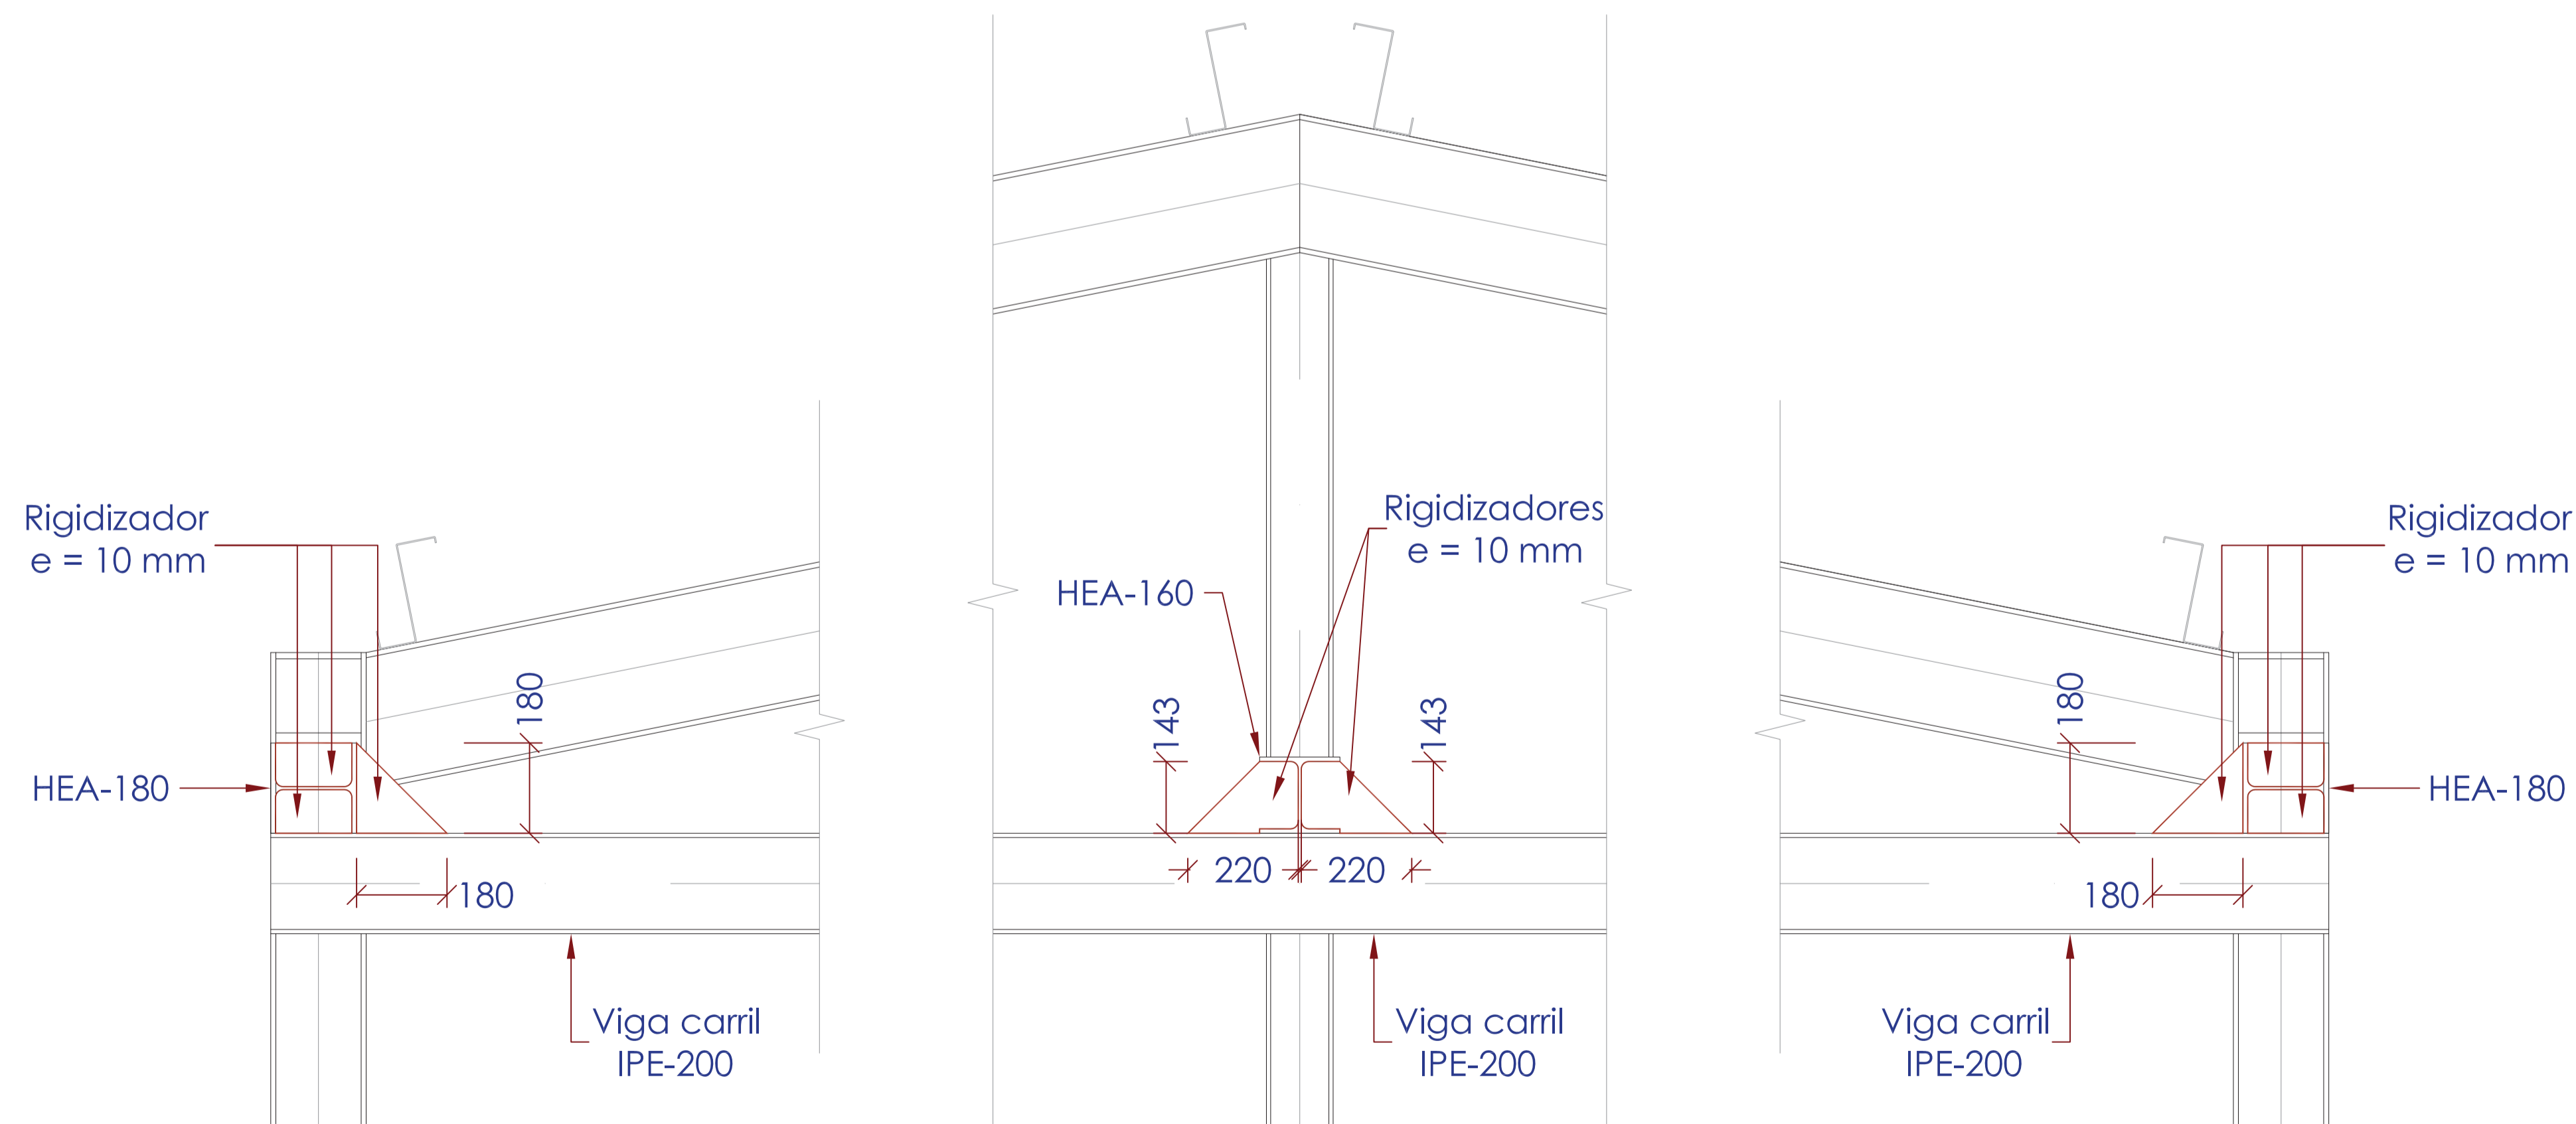 Rigidizador
e = 10 mm
HEA-180
180
180
Viga carril
IPE-200
Rigidizadores
e = 10 mm
HEA-160
143
143
220
220
Viga carril
IPE-200
Rigidizador
e = 10 mm
180
HEA-180
180
Viga carril
IPE-200